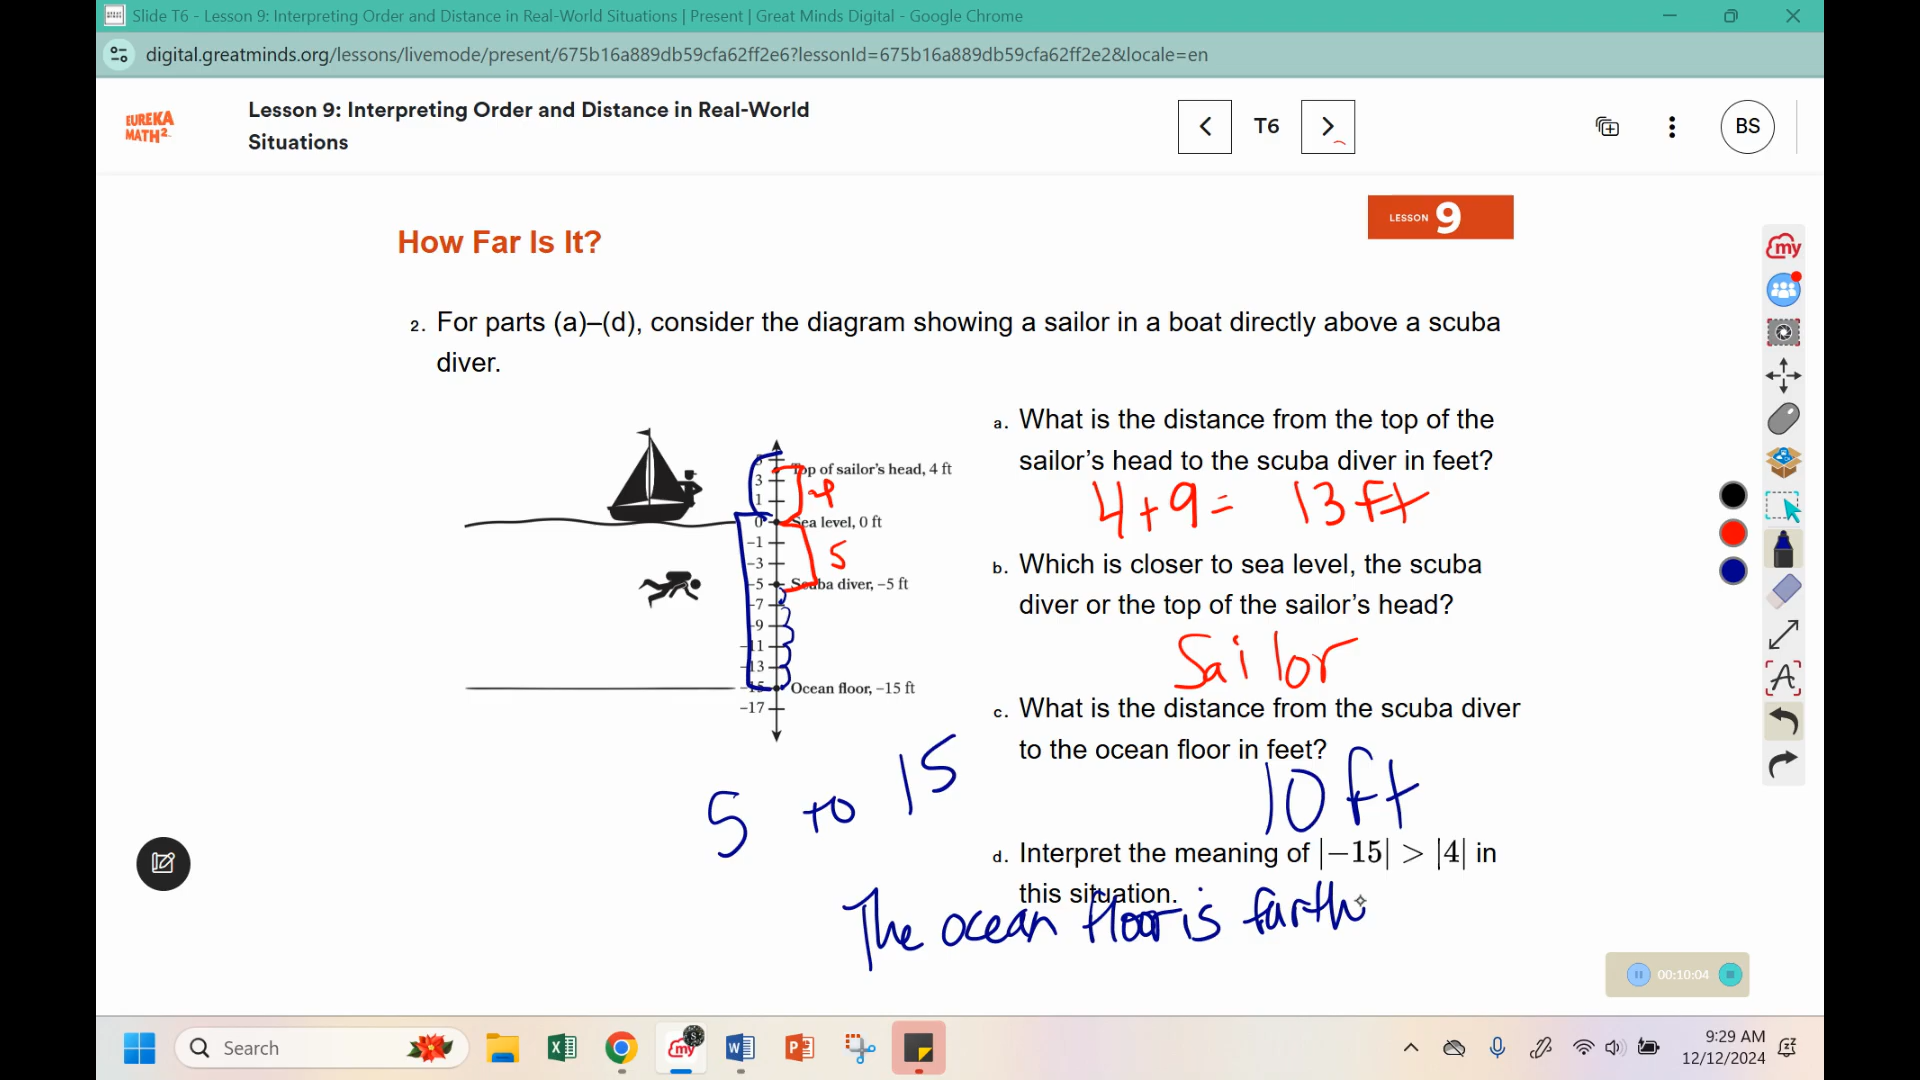 Slide T6 - Lesson 9: Interpreting Order and Distance in Real-World Situations | Present | Great Minds Digital - Google Chrome
digital.greatminds.org/lessons/livemode/present/675b16a889db59cfa62ff2e6?lessonId=675b16a889db59cfa62ff2e2&locale=en
EUREKA
MATH²
Lesson 9: Interpreting Order and Distance in Real-World
Situations
T6
BS
LESSON 9
How Far Is It?
2. For parts (a)–(d), consider the diagram showing a sailor in a boat directly above a scuba
diver.
Top of sailor's head, 4 ft
3
1
0
Sea level, 0 ft
−1
−3
−5
Scuba diver, −5 ft
−7
−9
−11
−13
−15
Ocean floor, −15 ft
−17
4
5
5 to 15
a. What is the distance from the top of the
sailor's head to the scuba diver in feet?
4+9= 13ft
b. Which is closer to sea level, the scuba
diver or the top of the sailor's head?
Sailor
c. What is the distance from the scuba diver
to the ocean floor in feet?
10ft
d. Interpret the meaning of |−15| > |4| in
this situation.
The ocean floor is farth
my
A
00:10:04
Search
my
9:29 AM
12/12/2024